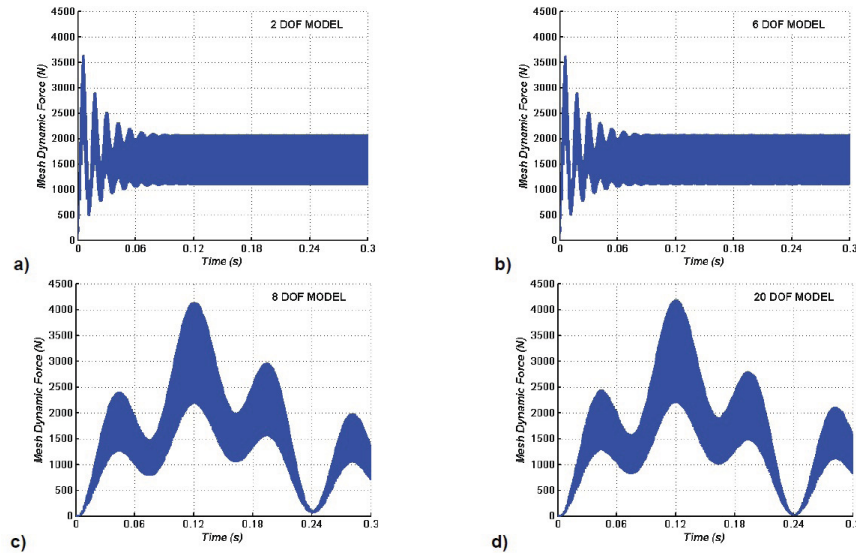 4500
4000
3500
3000
2500
2000
1500
1000
500
0
Mesh Dynamic Force (N)
2 DOF MODEL
0 0.06 0.12 0.18 0.24 0.3
Time (s)
a)
4500
4000
3500
3000
2500
2000
1500
1000
500
0
Mesh Dynamic Force (N)
6 DOF MODEL
0 0.06 0.12 0.18 0.24 0.3
Time (s)
b)
4500
4000
3500
3000
2500
2000
1500
1000
500
0
Mesh Dynamic Force (N)
8 DOF MODEL
0 0.06 0.12 0.18 0.24 0.3
Time (s)
c)
4500
4000
3500
3000
2500
2000
1500
1000
500
0
Mesh Dynamic Force (N)
20 DOF MODEL
0 0.06 0.12 0.18 0.24 0.3
Time (s)
d)